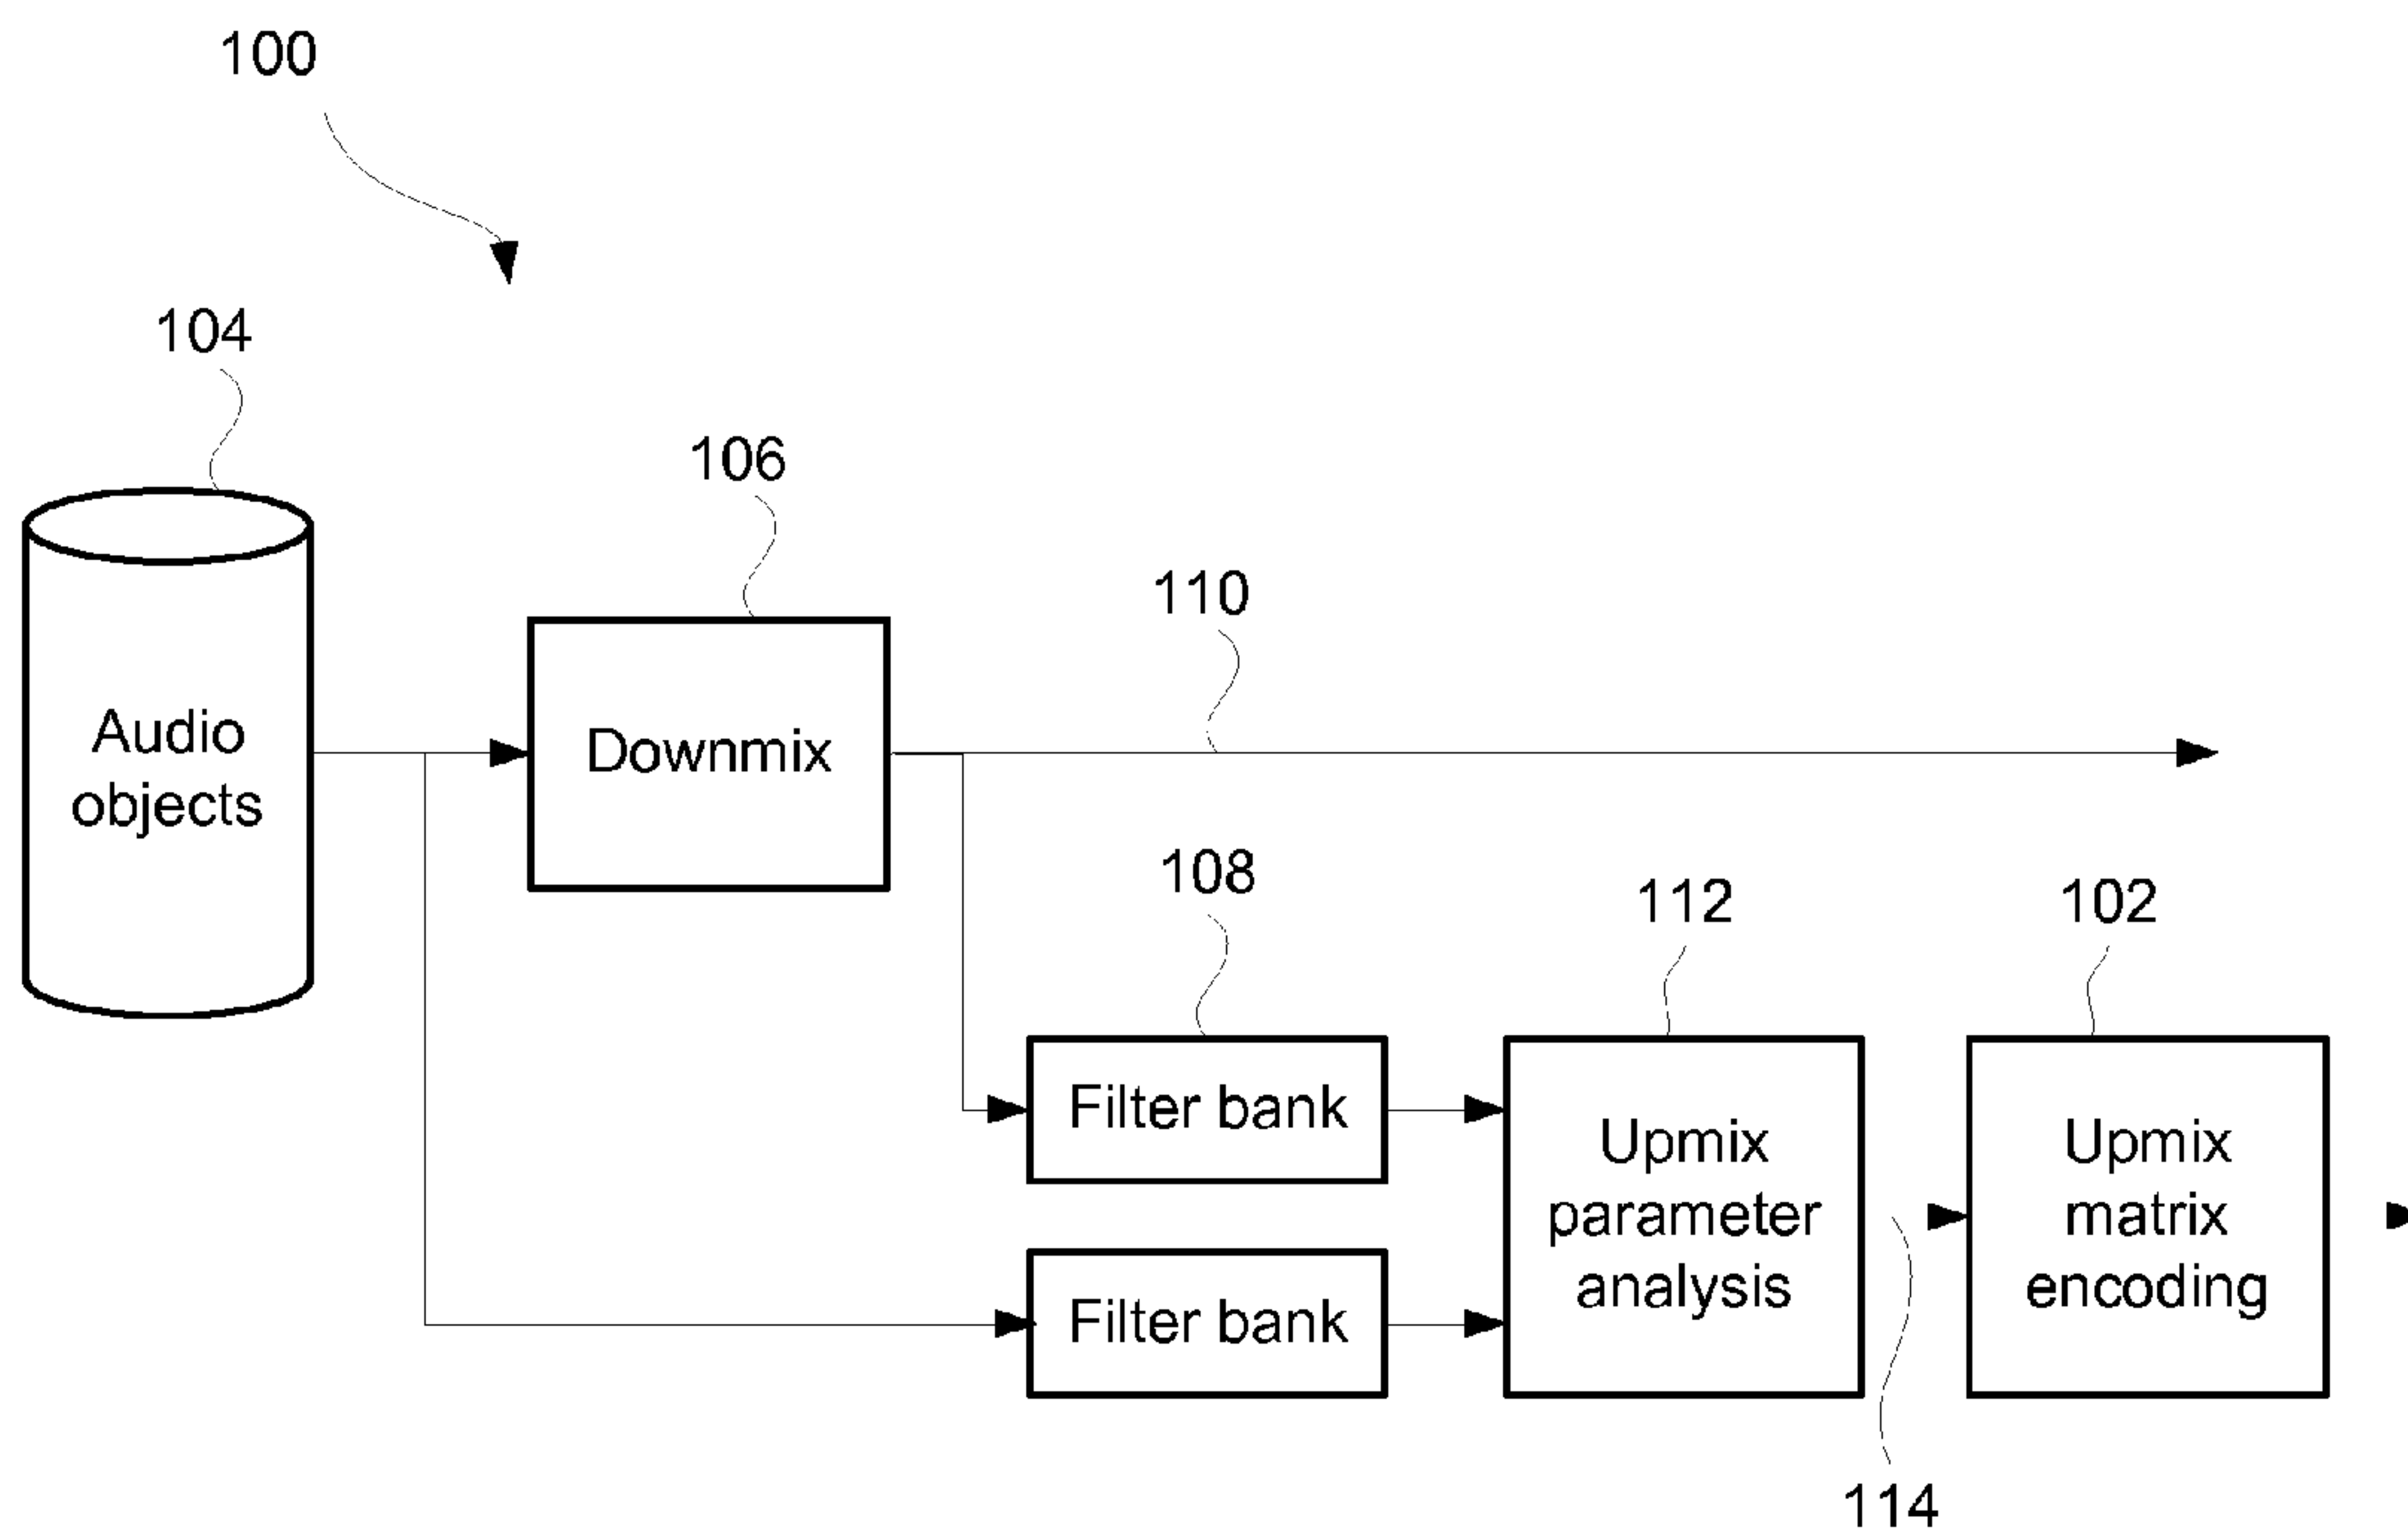 100
104
106
110
Audio
objects
Downmix
108
112
102
Filter bank
Upmix
parameter
analysis
Upmix
matrix
encoding
Filter bank
114